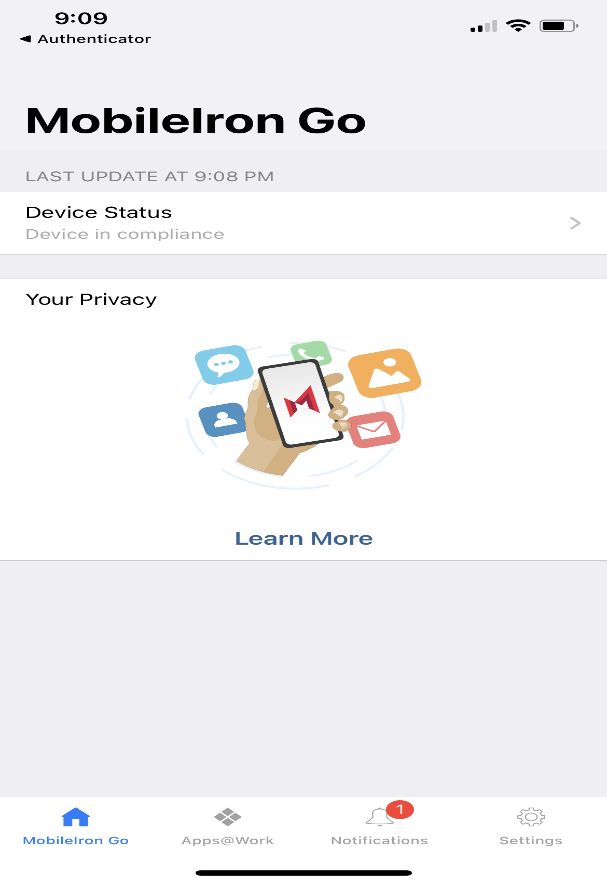 9:09
◀ Authenticator
MobileIron Go
LAST UPDATE AT 9:08 PM
Device Status
Device in compliance
Your Privacy
Learn More
1
MobileIron Go
Apps@Work
Notifications
Settings